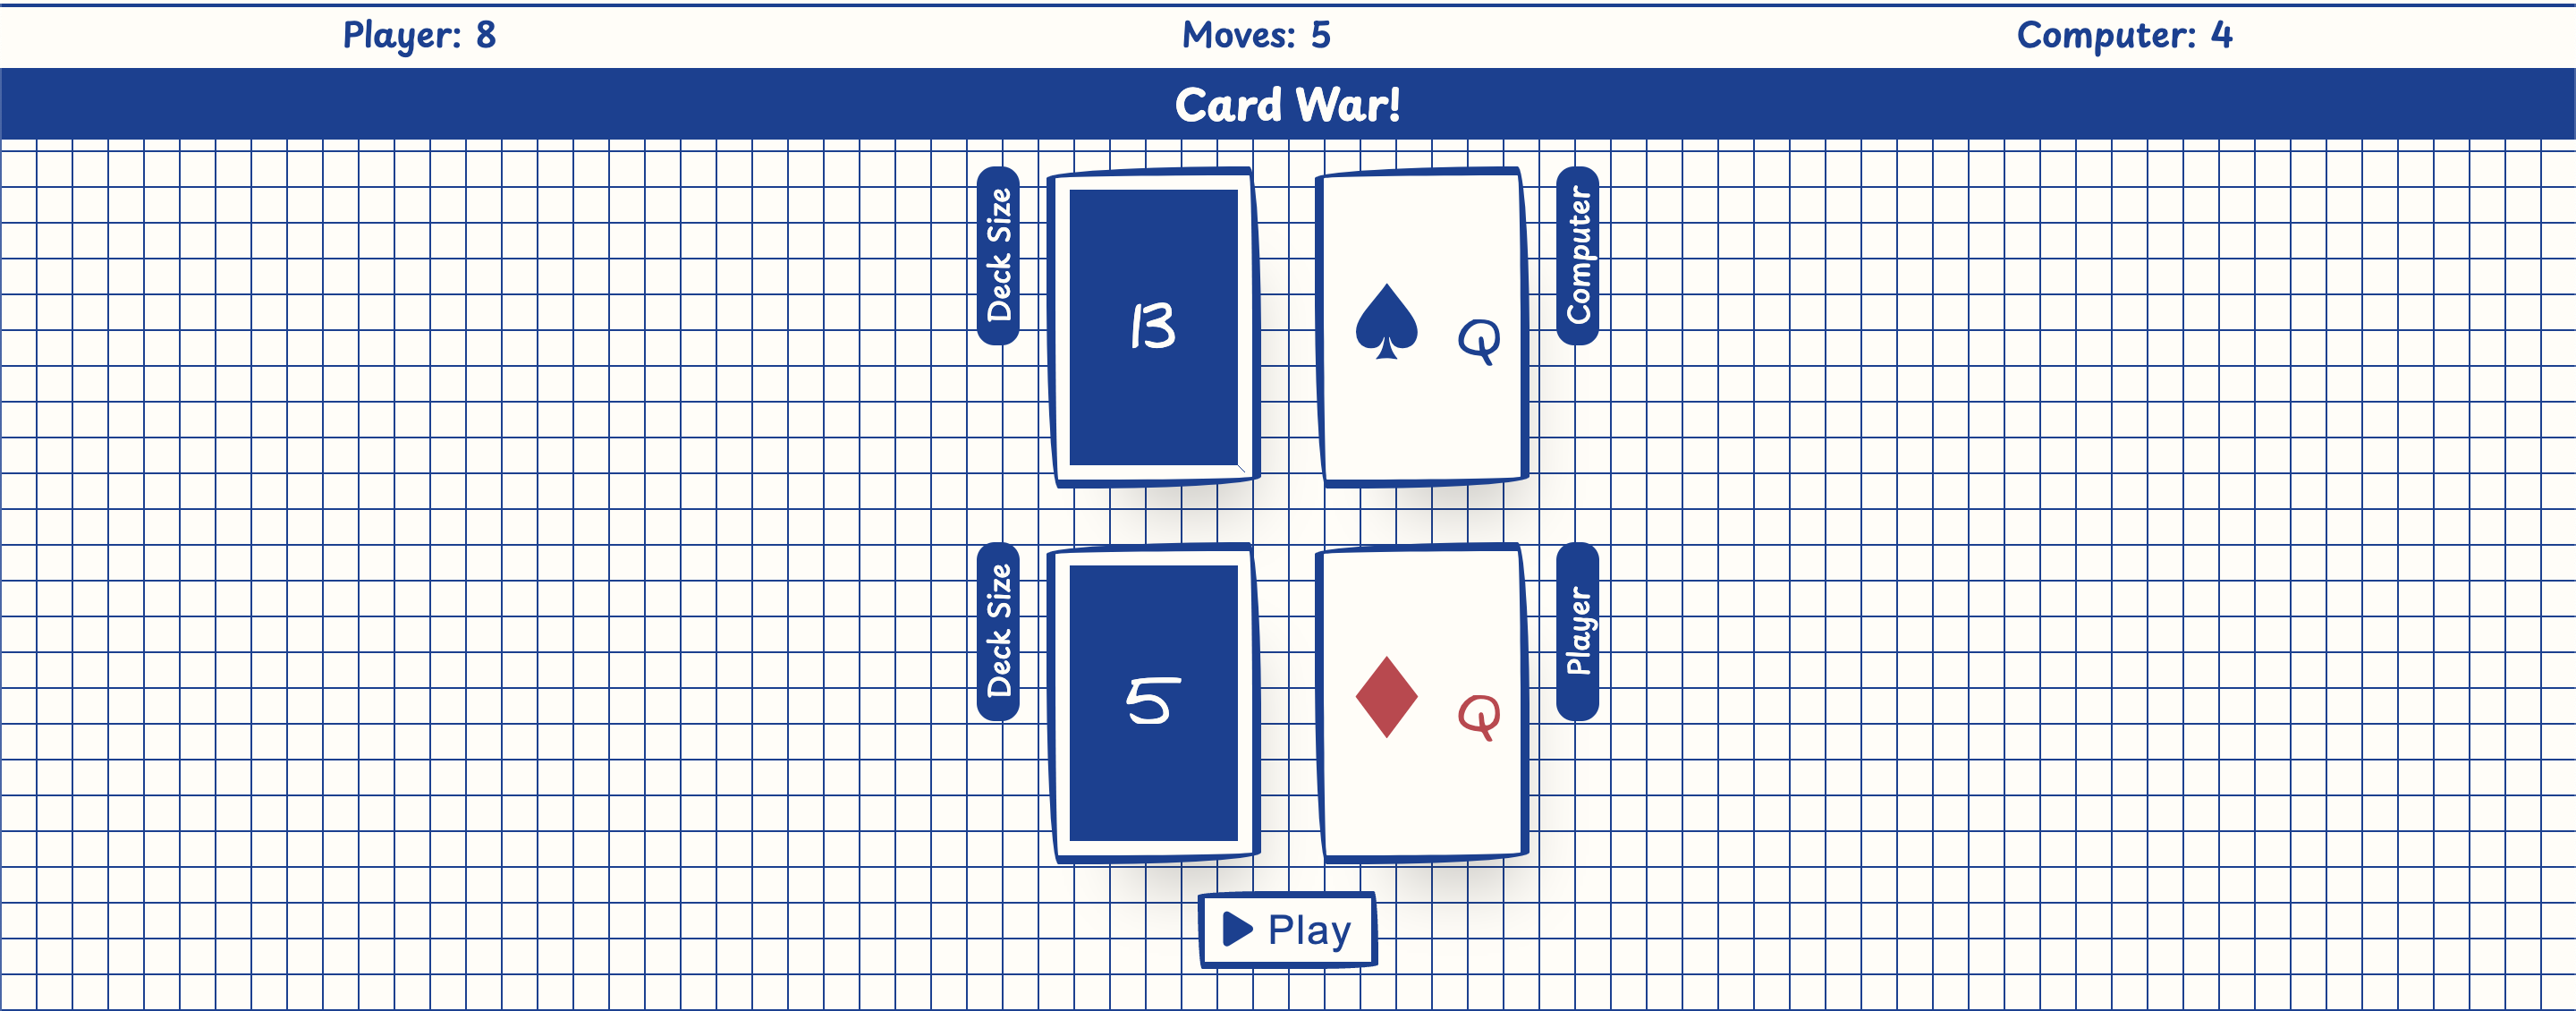 Player: 8
Moves: 5
Computer: 4
Card War!
Deck Size
13
Q
Computer
Deck Size
5
Q
Player
Play